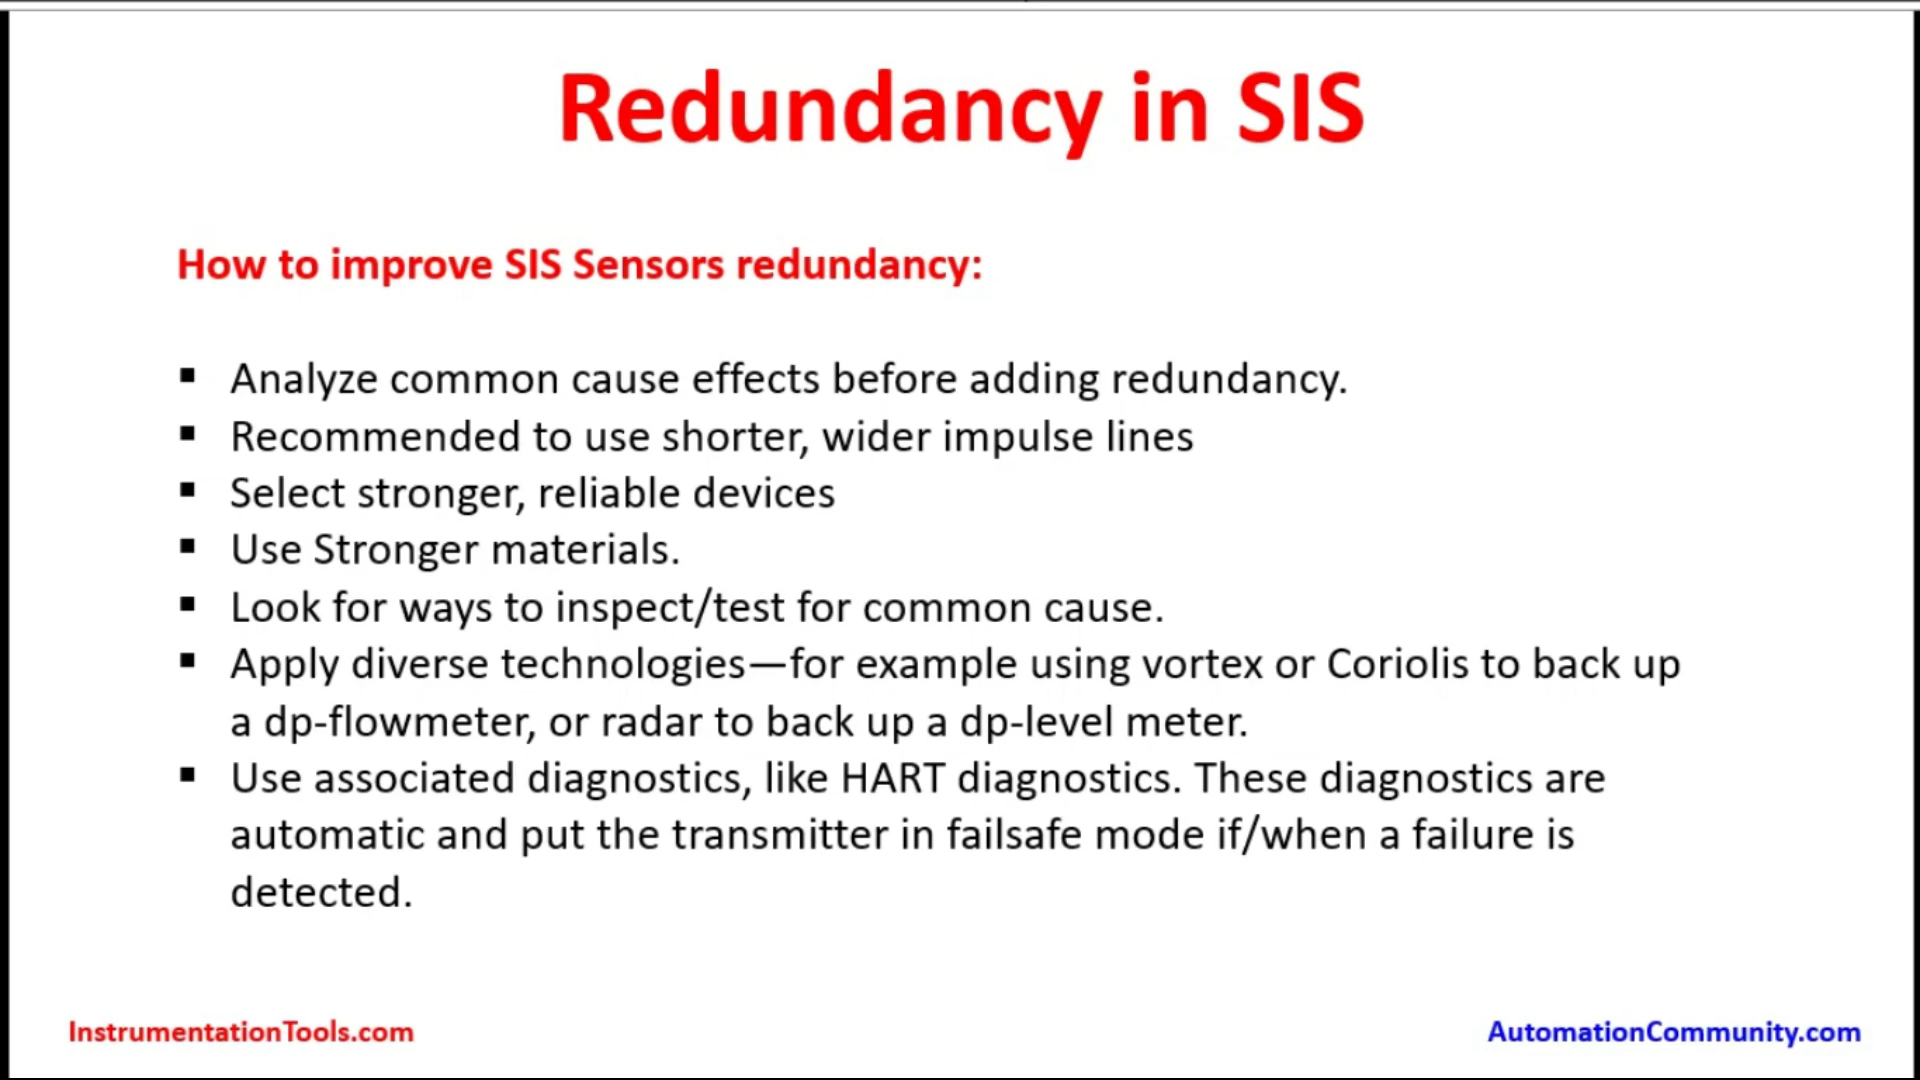 Redundancy in SIS
How to improve SIS Sensors redundancy:
▪ Analyze common cause effects before adding redundancy.
▪ Recommended to use shorter, wider impulse lines
▪ Select stronger, reliable devices
▪ Use Stronger materials.
▪ Look for ways to inspect/test for common cause.
▪ Apply diverse technologies—for example using vortex or Coriolis to back up
a dp-flowmeter, or radar to back up a dp-level meter.
▪ Use associated diagnostics, like HART diagnostics. These diagnostics are
automatic and put the transmitter in failsafe mode if/when a failure is
detected.
InstrumentationTools.com
AutomationCommunity.com